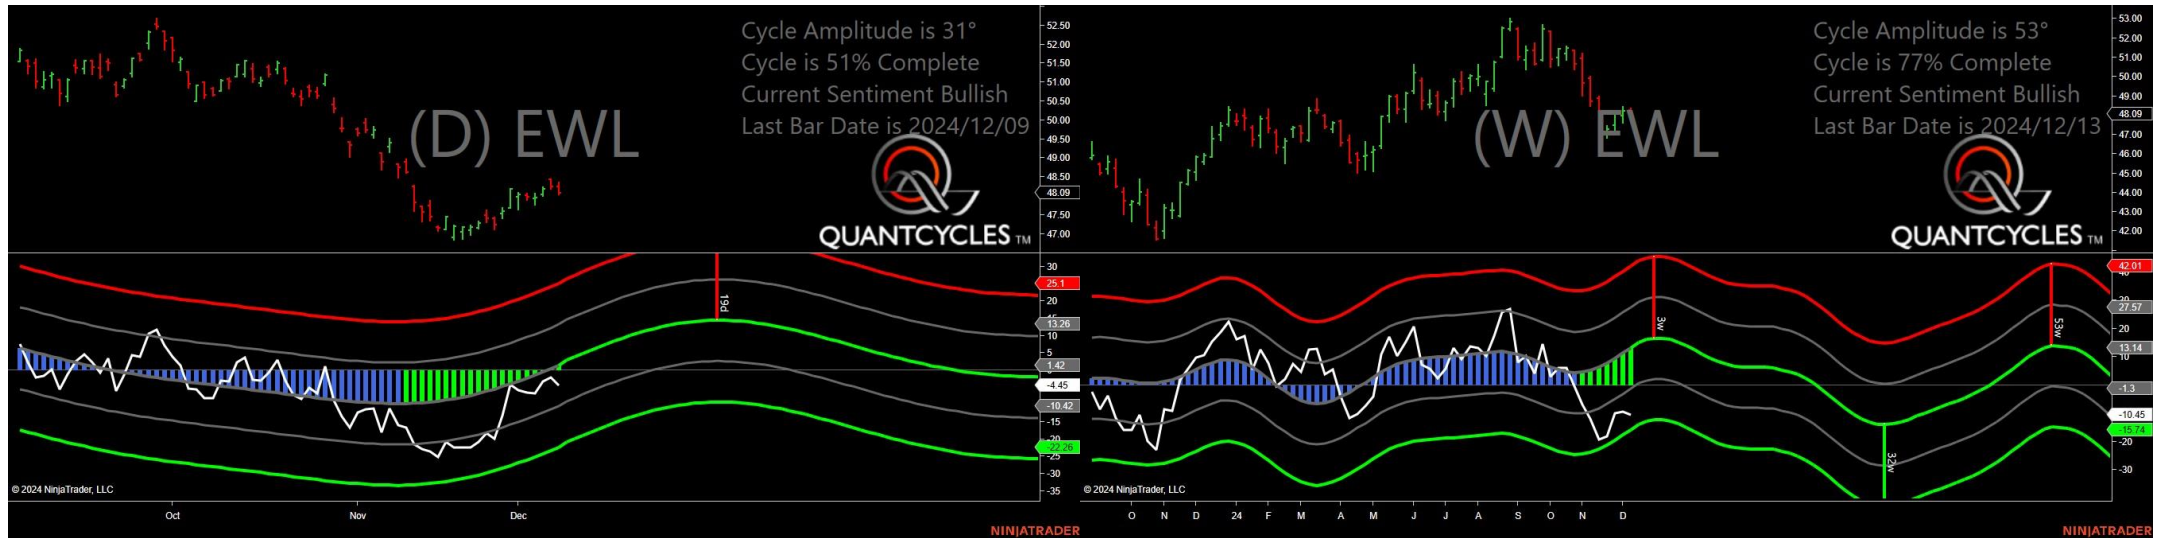 Cycle Amplitude is 31°
Cycle is 51% Complete
Current Sentiment Bullish
Last Bar Date is 2024/12/09
(D) EWL
QUANTCYCLES TM
52.50
52.00
51.50
51.00
50.50
50.00
49.50
49.00
48.50
48.09
47.50
47.00
30
25.1
20
13.26
10
5
1.42
-4.45
-10.42
-15
-22.26
-30
-35
19d
© 2024 NinjaTrader, LLC
Oct
Nov
Dec
NINJATRADER
Cycle Amplitude is 53°
Cycle is 77% Complete
Current Sentiment Bullish
Last Bar Date is 2024/12/13
(W) EWL
QUANTCYCLES TM
53.00
52.00
51.00
50.00
49.00
48.09
47.00
46.00
45.00
44.00
43.00
42.00
42.01
27.57
20
13.14
10
-1.3
-10.45
-15.74
-20
-30
3w
32w
53w
© 2024 NinjaTrader, LLC
O N D 24 F M A M J J A S O N D
NINJATRADER